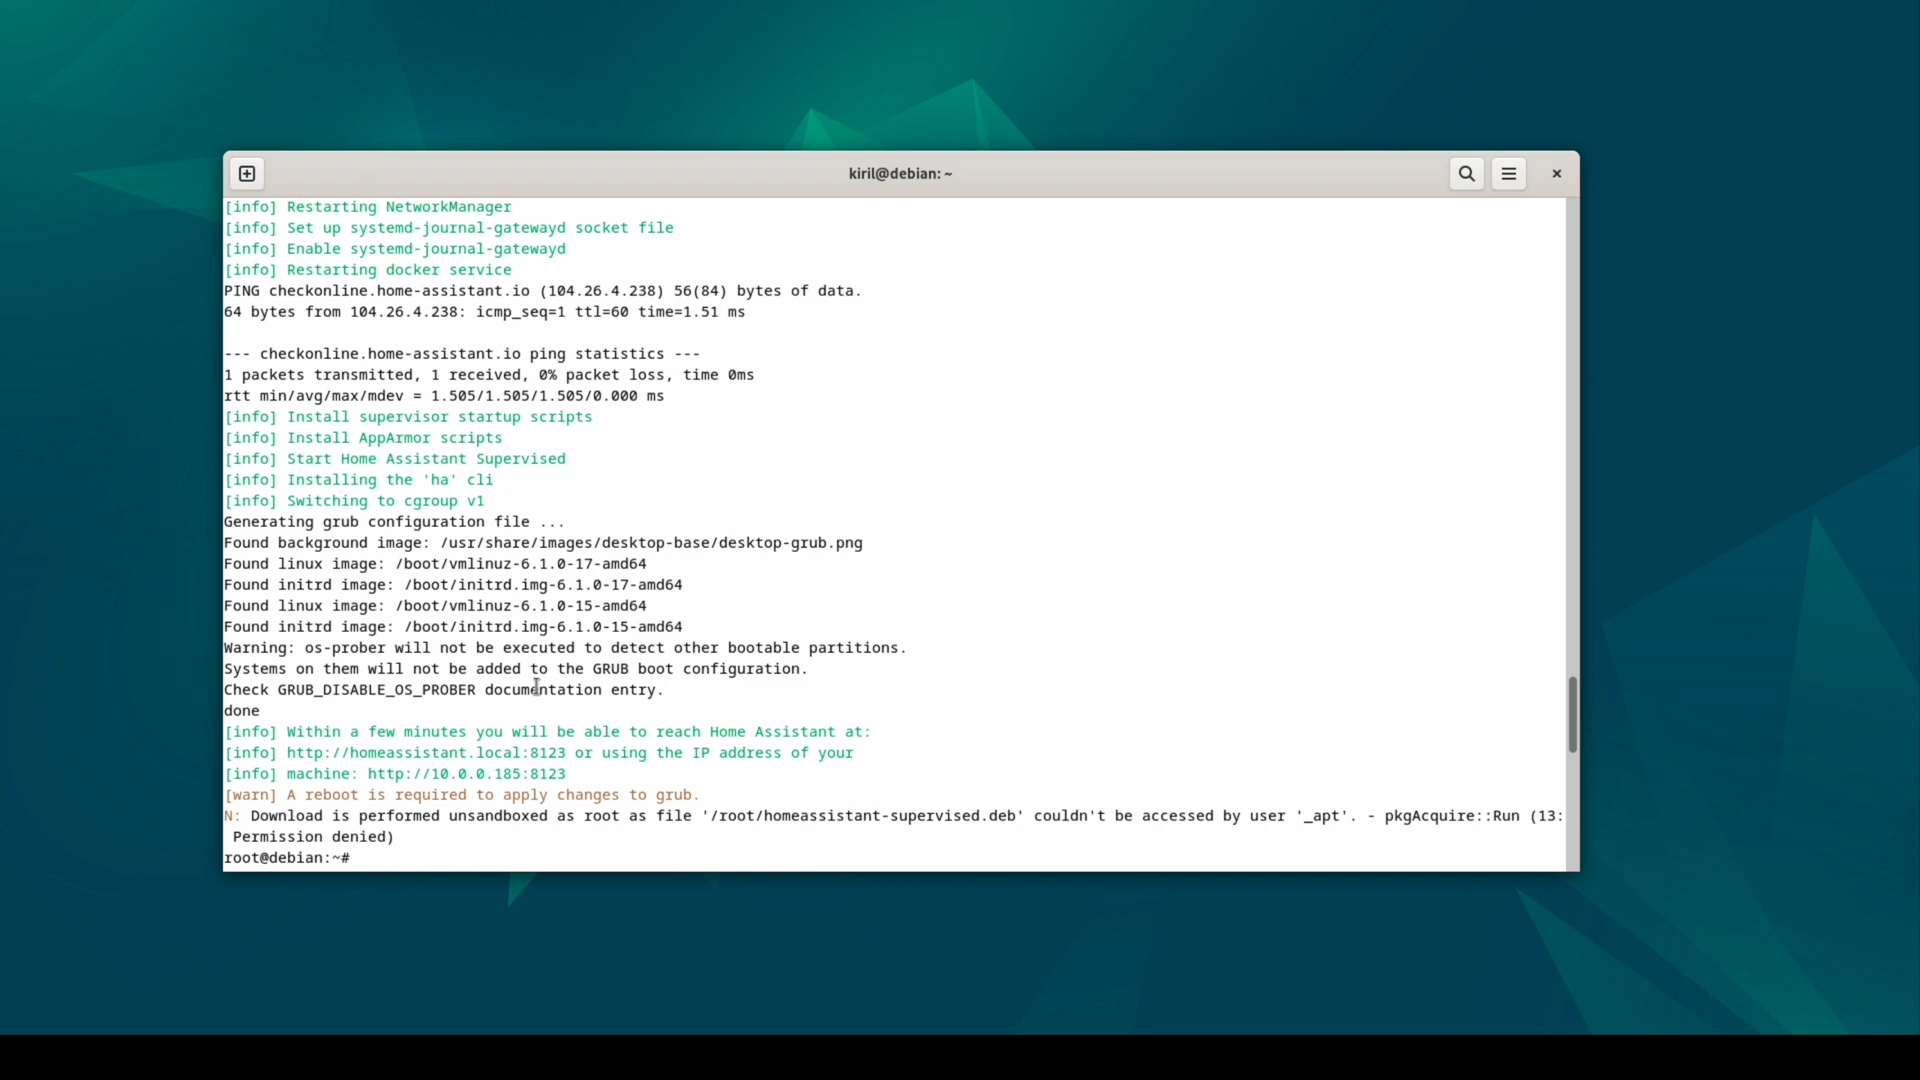 kiril@debian: ~
[info] Restarting NetworkManager
[info] Set up systemd-journal-gatewayd socket file
[info] Enable systemd-journal-gatewayd
[info] Restarting docker service
PING checkonline.home-assistant.io (104.26.4.238) 56(84) bytes of data.
64 bytes from 104.26.4.238: icmp_seq=1 ttl=60 time=1.51 ms
--- checkonline.home-assistant.io ping statistics ---
1 packets transmitted, 1 received, 0% packet loss, time 0ms
rtt min/avg/max/mdev = 1.505/1.505/1.505/0.000 ms
[info] Install supervisor startup scripts
[info] Install AppArmor scripts
[info] Start Home Assistant Supervised
[info] Installing the 'ha' cli
[info] Switching to cgroup v1
Generating grub configuration file ...
Found background image: /usr/share/images/desktop-base/desktop-grub.png
Found linux image: /boot/vmlinuz-6.1.0-17-amd64
Found initrd image: /boot/initrd.img-6.1.0-17-amd64
Found linux image: /boot/vmlinuz-6.1.0-15-amd64
Found initrd image: /boot/initrd.img-6.1.0-15-amd64
Warning: os-prober will not be executed to detect other bootable partitions.
Systems on them will not be added to the GRUB boot configuration.
Check GRUB_DISABLE_OS_PROBER documentation entry.
done
[info] Within a few minutes you will be able to reach Home Assistant at:
[info] http://homeassistant.local:8123 or using the IP address of your
[info] machine: http://10.0.0.185:8123
[warn] A reboot is required to apply changes to grub.
N: Download is performed unsandboxed as root as file '/root/homeassistant-supervised.deb' couldn't be accessed by user '_apt'. - pkgAcquire::Run (13:
Permission denied)
root@debian:~#